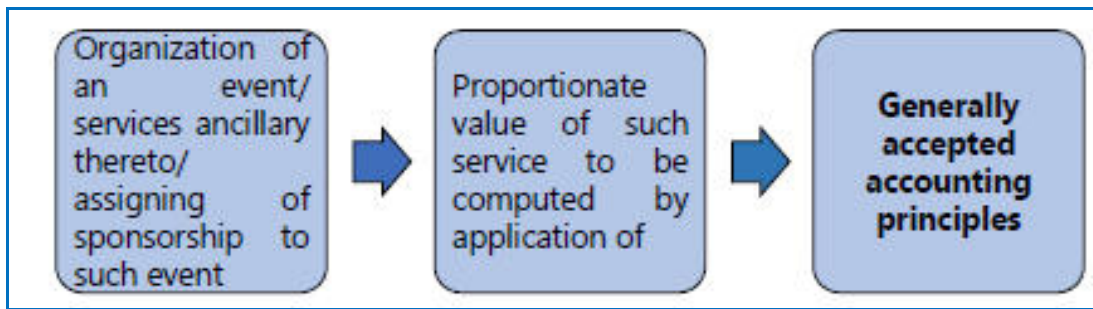 Organization of
an event/
services ancillary
thereto/
assigning of
sponsorship to
such event
Proportionate
value of such
service to be
computed by
application of
Generally
accepted
accounting
principles